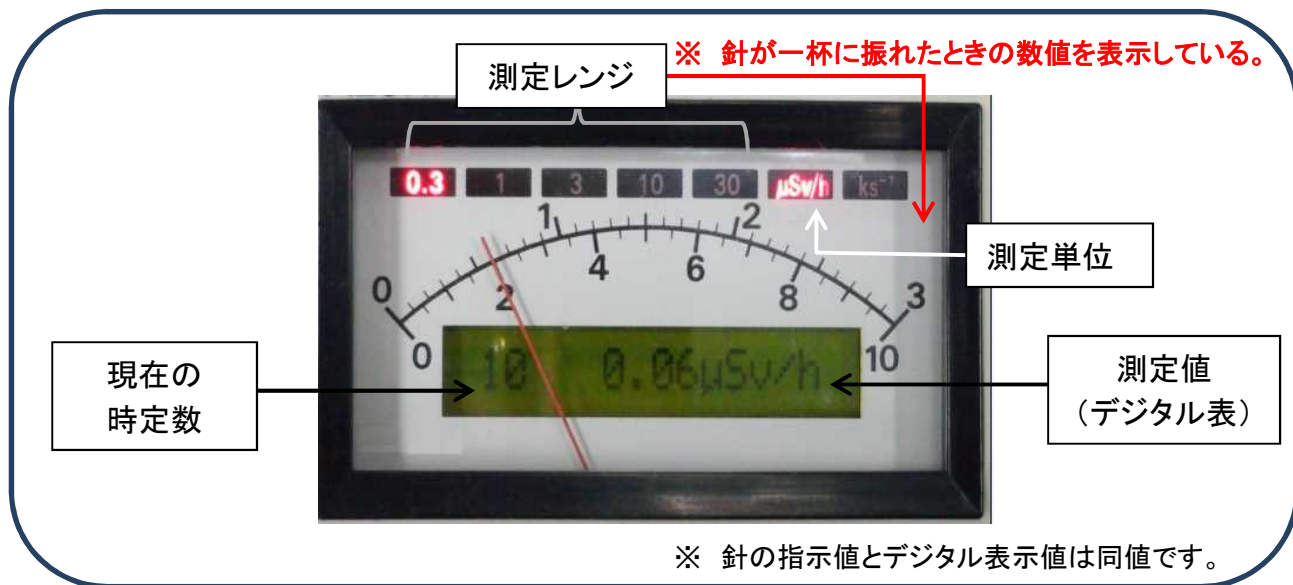 ※ 針が一杯に振れたときの数値を表示している。
測定レンジ
0.3 1 3 10 30 μSv/h ks⁻¹
0 1 2 3
0 2 4 6 8 10
測定単位
10 0.06μSv/h
現在の
時定数
測定値
（デジタル表）
※ 針の指示値とデジタル表示値は同値です。